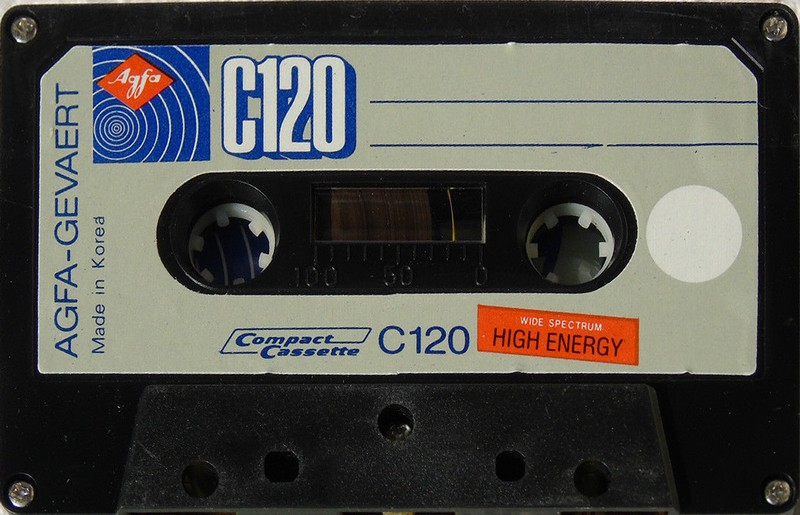 AGFA-GEVAERT
Made in Korea
Agfa
C120
100 50 0
Compact
Cassette
C120
WIDE SPECTRUM
HIGH ENERGY